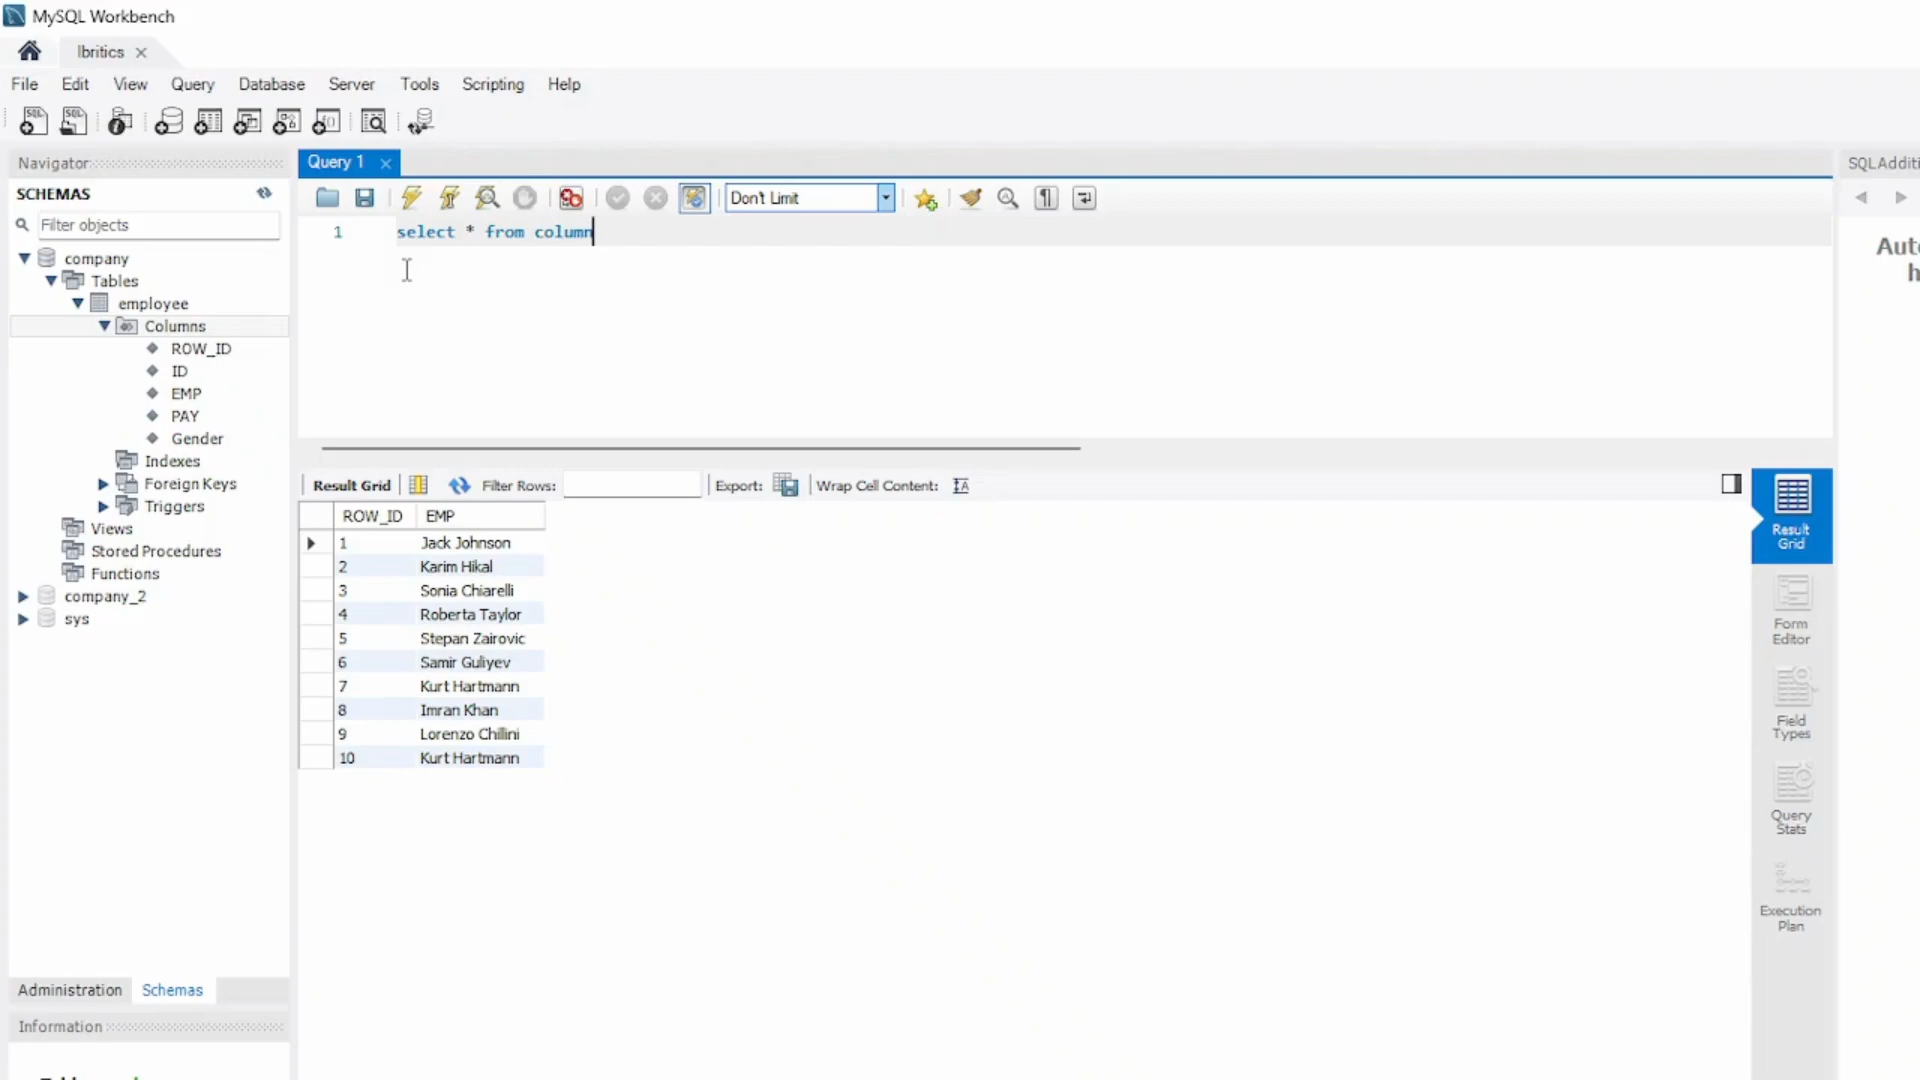 MySQL Workbench
lbritics
File Edit View Query Database Server Tools Scripting Help
Navigator
Query 1
SQLAdditi
SCHEMAS
Don't Limit
Filter objects
1 select * from column
company
Tables
employee
Columns
ROW_ID
ID
EMP
PAY
Gender
Indexes
Foreign Keys
Triggers
Views
Stored Procedures
Functions
company_2
sys
Administration Schemas
Information
Result Grid Filter Rows: Export: Wrap Cell Content:
ROW_ID EMP
1 Jack Johnson
2 Karim Hikal
3 Sonia Chiarelli
4 Roberta Taylor
5 Stepan Zairovic
6 Samir Guliyev
7 Kurt Hartmann
8 Imran Khan
9 Lorenzo Chillini
10 Kurt Hartmann
Result
Grid
Form
Editor
Field
Types
Query
Stats
Execution
Plan
Aut
h